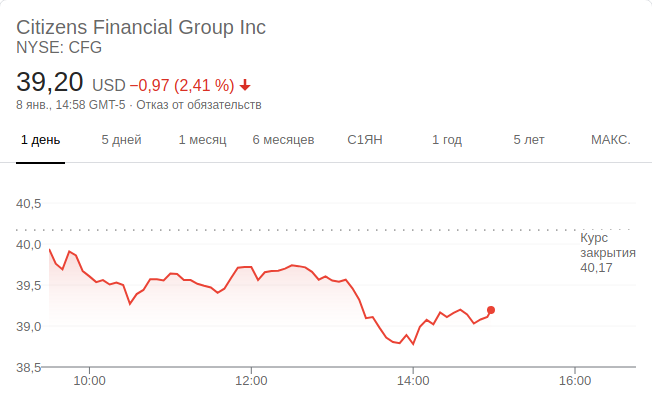 Citizens Financial Group Inc
NYSE: CFG
39,20 USD −0,97 (2,41 %)
8 янв., 14:58 GMT-5 · Отказ от обязательств
1 день 5 дней 1 месяц 6 месяцев С1ЯН 1 год 5 лет МАКС.
40,5
40,0
39,5
39,0
38,5
Курс
закрытия
40,17
10:00 12:00 14:00 16:00